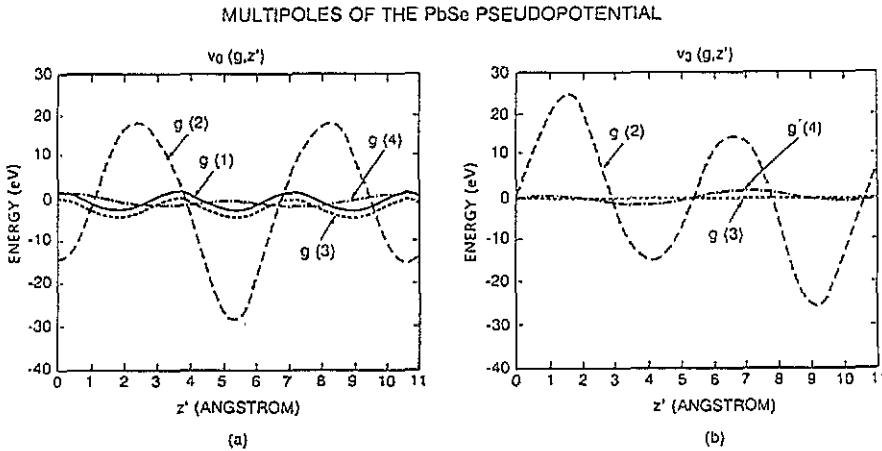 MULTIPOLES OF THE PbSe PSEUDOPOTENTIAL
v₀ (g,z')
30
20
10
0
-10
-20
-30
-40
ENERGY (eV)
g (2)
g (1)
g (4)
g (3)
0 1 2 3 4 5 6 7 8 9 10 11
z' (ANGSTROM)
(a)
v₃ (g,z')
30
20
10
0
-10
-20
-30
-40
ENERGY (eV)
g (2)
g (4)
g (3)
0 1 2 3 4 5 6 7 8 9 10 11
z' (ANGSTROM)
(b)